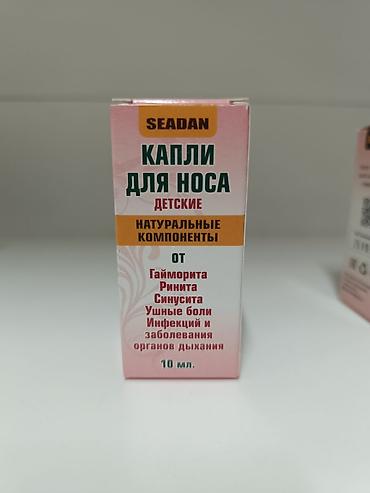 SEADAN
КАПЛИ
ДЛЯ НОСА
ДЕТСКИЕ
НАТУРАЛЬНЫЕ
КОМПОНЕНТЫ
ОТ
Гайморита
Ринита
Синусита
Ушные боли
Инфекций и
заболевания
органов дыхания
10 мл.